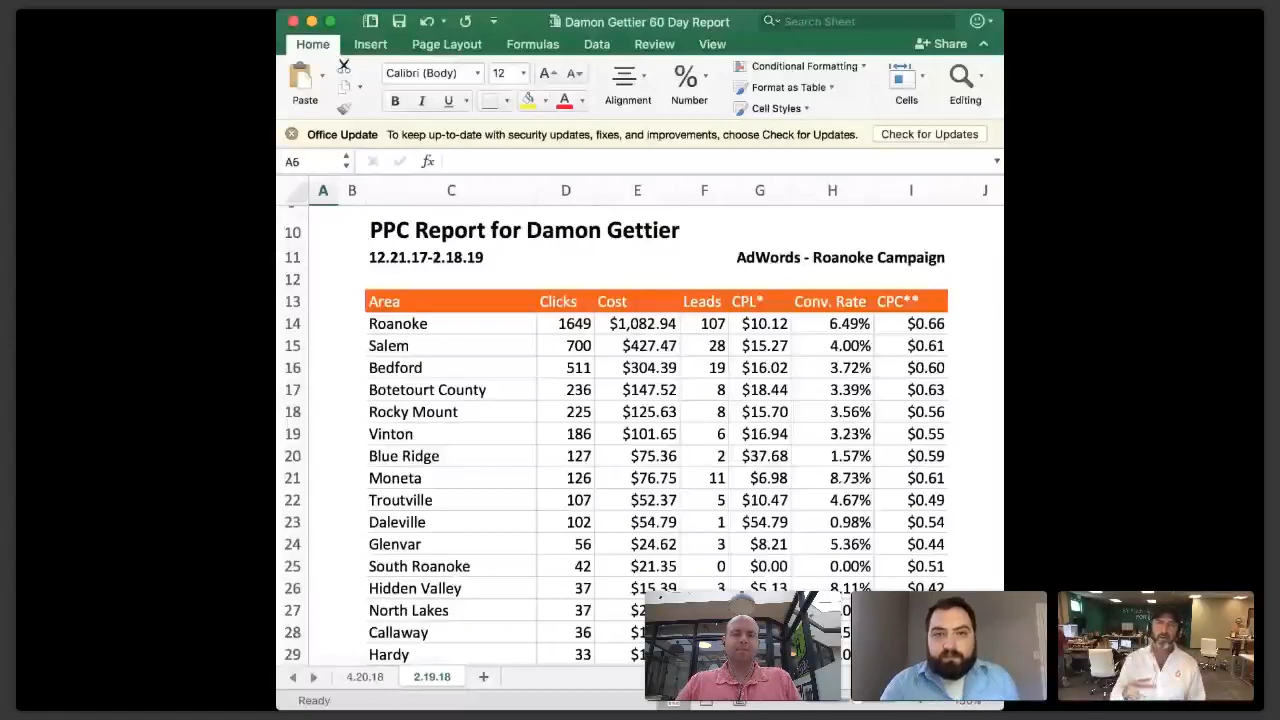 Damon Gettier 60 Day Report
Search Sheet
Home Insert Page Layout Formulas Data Review View Share
Paste
Calibri (Body) 12
B I U
Alignment
Number
Conditional Formatting
Format as Table
Cell Styles
Cells
Editing
Office Update To keep up-to-date with security updates, fixes, and improvements, choose Check for Updates. Check for Updates
A6 fx
A B C D E F G H I J
10 PPC Report for Damon Gettier
11 12.21.17-2.18.19 AdWords - Roanoke Campaign
12
13 Area Clicks Cost Leads CPL* Conv. Rate CPC**
14 Roanoke 1649 $1,082.94 107 $10.12 6.49% $0.66
15 Salem 700 $427.47 28 $15.27 4.00% $0.61
16 Bedford 511 $304.39 19 $16.02 3.72% $0.60
17 Botetourt County 236 $147.52 8 $18.44 3.39% $0.63
18 Rocky Mount 225 $125.63 8 $15.70 3.56% $0.56
19 Vinton 186 $101.65 6 $16.94 3.23% $0.55
20 Blue Ridge 127 $75.36 2 $37.68 1.57% $0.59
21 Moneta 126 $76.75 11 $6.98 8.73% $0.61
22 Troutville 107 $52.37 5 $10.47 4.67% $0.49
23 Daleville 102 $54.79 1 $54.79 0.98% $0.54
24 Glenvar 56 $24.62 3 $8.21 5.36% $0.44
25 South Roanoke 42 $21.35 0 $0.00 0.00% $0.51
26 Hidden Valley 37 $15.39 3 $5.13 8.11% $0.42
27 North Lakes 37
28 Callaway 36
29 Hardy 33
4.20.18 2.19.18 +
Ready